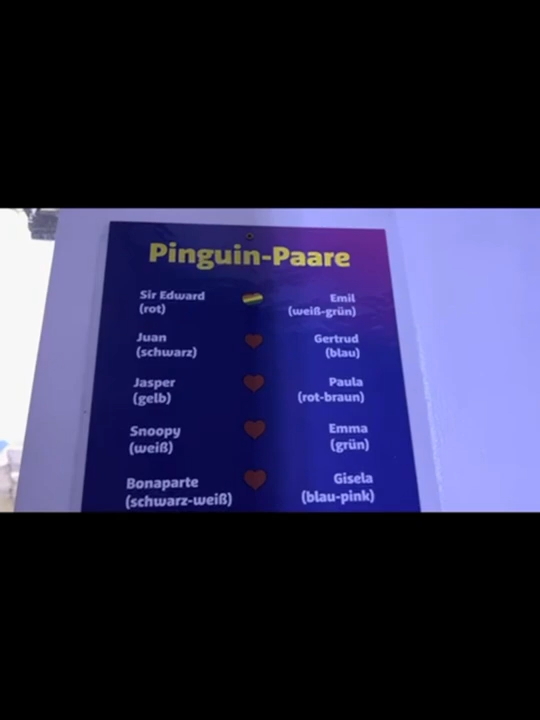 Pinguin-Paare
Sir Edward Emil
(rot) (weiß-grün)
Juan Gertrud
(schwarz) (blau)
Jasper Paula
(gelb) (rot-braun)
Snoopy Emma
(weiß) (grün)
Bonaparte Gisela
(schwarz-weiß) (blau-pink)